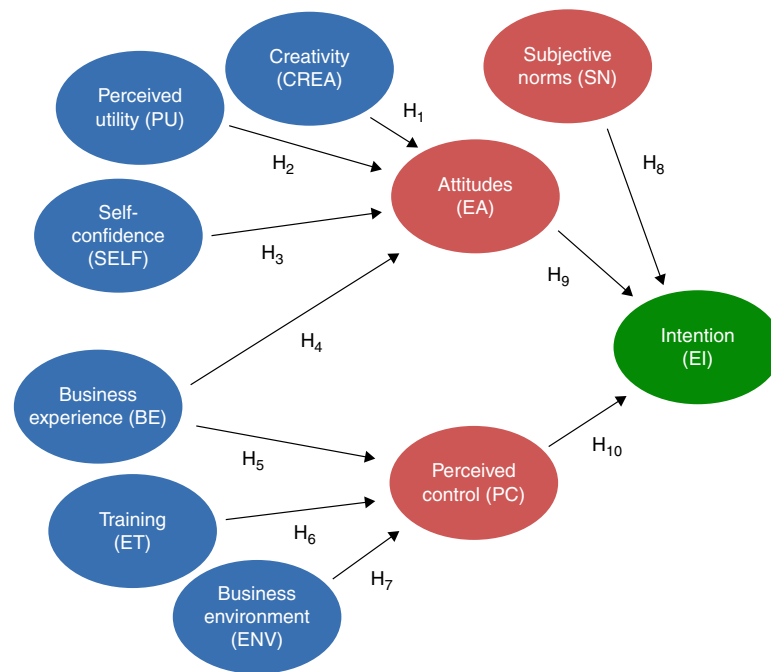 Creativity
(CREA)
Subjective
norms (SN)
Perceived
utility (PU)
H1
H2
H8
Attitudes
(EA)
Self-
confidence
(SELF)
H3
H9
H4
Intention
(EI)
Business
experience (BE)
H5
H10
Perceived
control (PC)
Training
(ET)
H6
H7
Business
environment
(ENV)